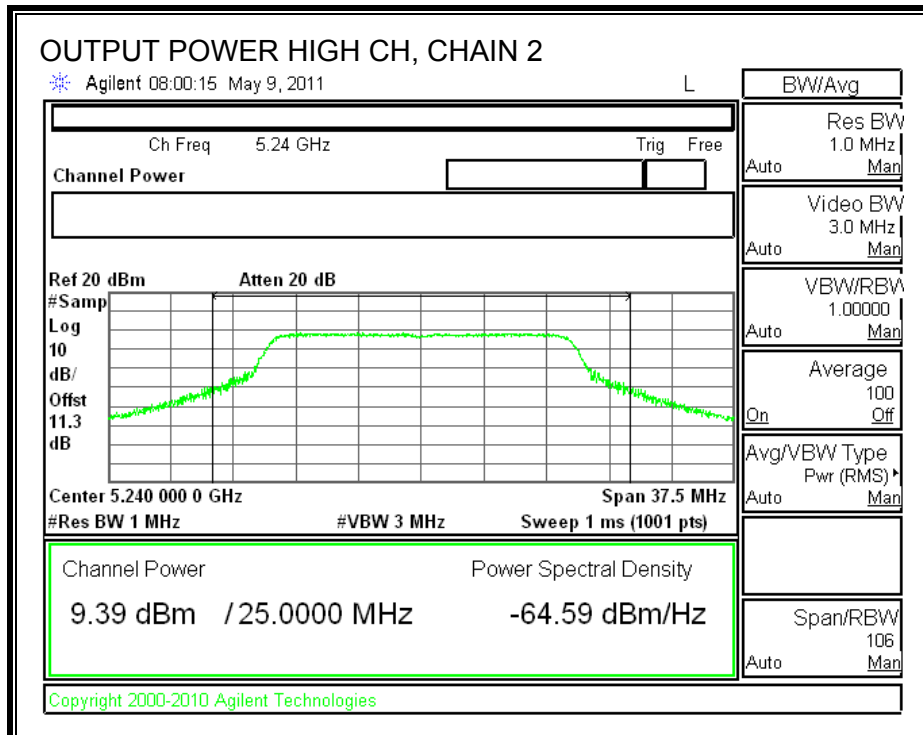 OUTPUT POWER HIGH CH, CHAIN 2
Agilent 08:00:15 May 9, 2011 L
Ch Freq 5.24 GHz Trig Free
Channel Power
Ref 20 dBm Atten 20 dB
#Samp
Log
10
dB/
Offst
11.3
dB
Center 5.240 000 0 GHz Span 37.5 MHz
#Res BW 1 MHz #VBW 3 MHz Sweep 1 ms (1001 pts)
Channel Power Power Spectral Density
9.39 dBm / 25.0000 MHz -64.59 dBm/Hz
Copyright 2000-2010 Agilent Technologies
BW/Avg
Res BW
1.0 MHz
Auto Man
Video BW
3.0 MHz
Auto Man
VBW/RBW
1.00000
Auto Man
Average
100
On Off
Avg/VBW Type
Pwr (RMS)
Auto Man
Span/RBW
106
Auto Man